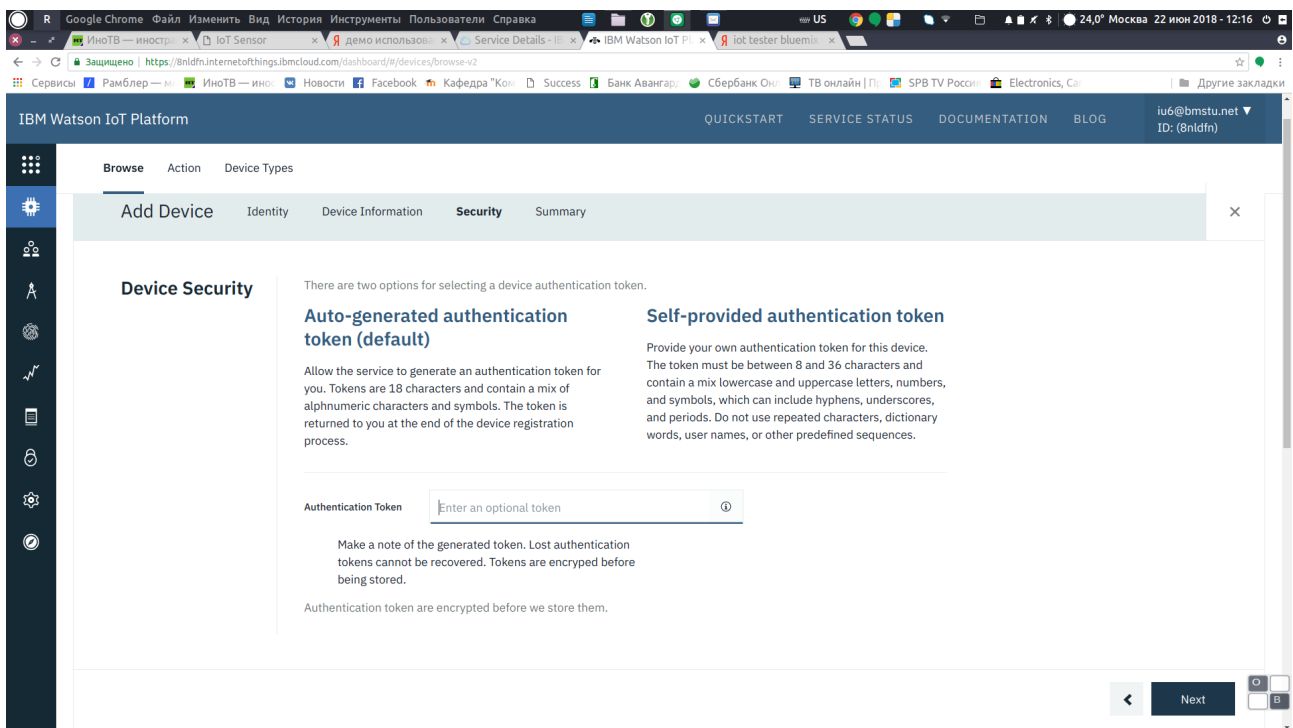 R Google Chrome Файл Изменить Вид История Инструменты Пользователи Справка US 24,0° Москва 22 июн 2018 - 12:16
ИноТВ — иностра IoT Sensor демо использова Service Details - IB IBM Watson IoT Pl iot tester bluemix
Защищено | https://8nldfn.internetofthings.ibmcloud.com/dashboard/#/devices/browse-v2
Сервисы Рамблер — м ИноТВ — инос Новости Facebook Кафедра "Ком Success Банк Авангард Сбербанк Онл ТВ онлайн | Пр SPB TV Россия Electronics, Ca Другие закладки
IBM Watson IoT Platform QUICKSTART SERVICE STATUS DOCUMENTATION BLOG iu6@bmstu.net ▼
ID: (8nldfn)
Browse Action Device Types
Add Device Identity Device Information Security Summary
Device Security
There are two options for selecting a device authentication token.
Auto-generated authentication
token (default)
Allow the service to generate an authentication token for
you. Tokens are 18 characters and contain a mix of
alphnumeric characters and symbols. The token is
returned to you at the end of the device registration
process.
Self-provided authentication token
Provide your own authentication token for this device.
The token must be between 8 and 36 characters and
contain a mix lowercase and uppercase letters, numbers,
and symbols, which can include hyphens, underscores,
and periods. Do not use repeated characters, dictionary
words, user names, or other predefined sequences.
Authentication Token Enter an optional token
Make a note of the generated token. Lost authentication
tokens cannot be recovered. Tokens are encryped before
being stored.
Authentication token are encrypted before we store them.
Next
O
B